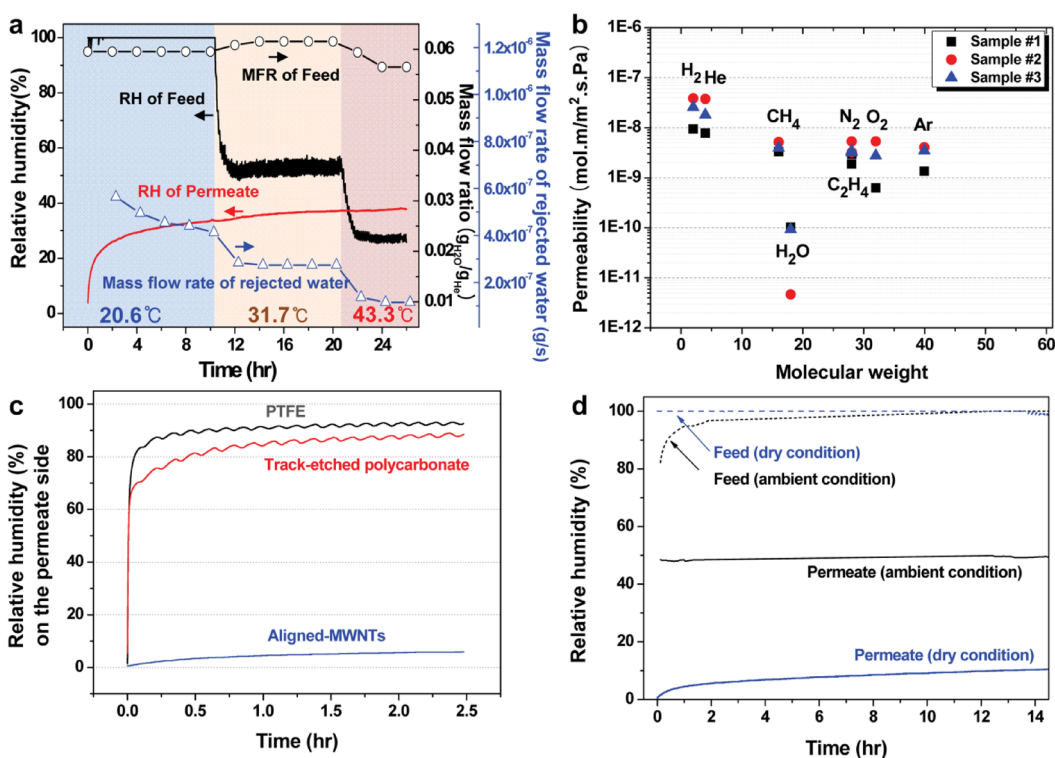 a
Relative humidity(%)
100
80
60
40
20
0
MFR of Feed
RH of Feed
RH of Permeate
Mass flow rate of rejected water
20.6℃
31.7℃
43.3℃
0
4
8
12
16
20
24
Time (hr)
0.06
0.05
0.04
0.03
0.02
0.01
Mass flow ratio (gH2O/gHe)
1.2x10-6
1.0x10-6
8.0x10-7
6.0x10-7
4.0x10-7
2.0x10-7
Mass flow rate of rejected water (g/s)
b
Permeability (mol.m/m2.s.Pa)
1E-5
1E-6
1E-7
1E-8
1E-9
1E-10
1E-11
1E-12
Sample #1
Sample #2
Sample #3
H2 He
CH4
N2 O2
Ar
C2H4
H2O
0
10
20
30
40
50
60
Molecular weight
c
Relative humidity (%)
on the permeate side
100
80
60
40
20
0
PTFE
Track-etched polycarbonate
Aligned-MWNTs
0.0
0.5
1.0
1.5
2.0
2.5
Time (hr)
d
Relative humidity (%)
100
80
60
40
20
0
Feed (dry condition)
Feed (ambient condition)
Permeate (ambient condition)
Permeate (dry condition)
0
2
4
6
8
10
12
14
Time (hr)